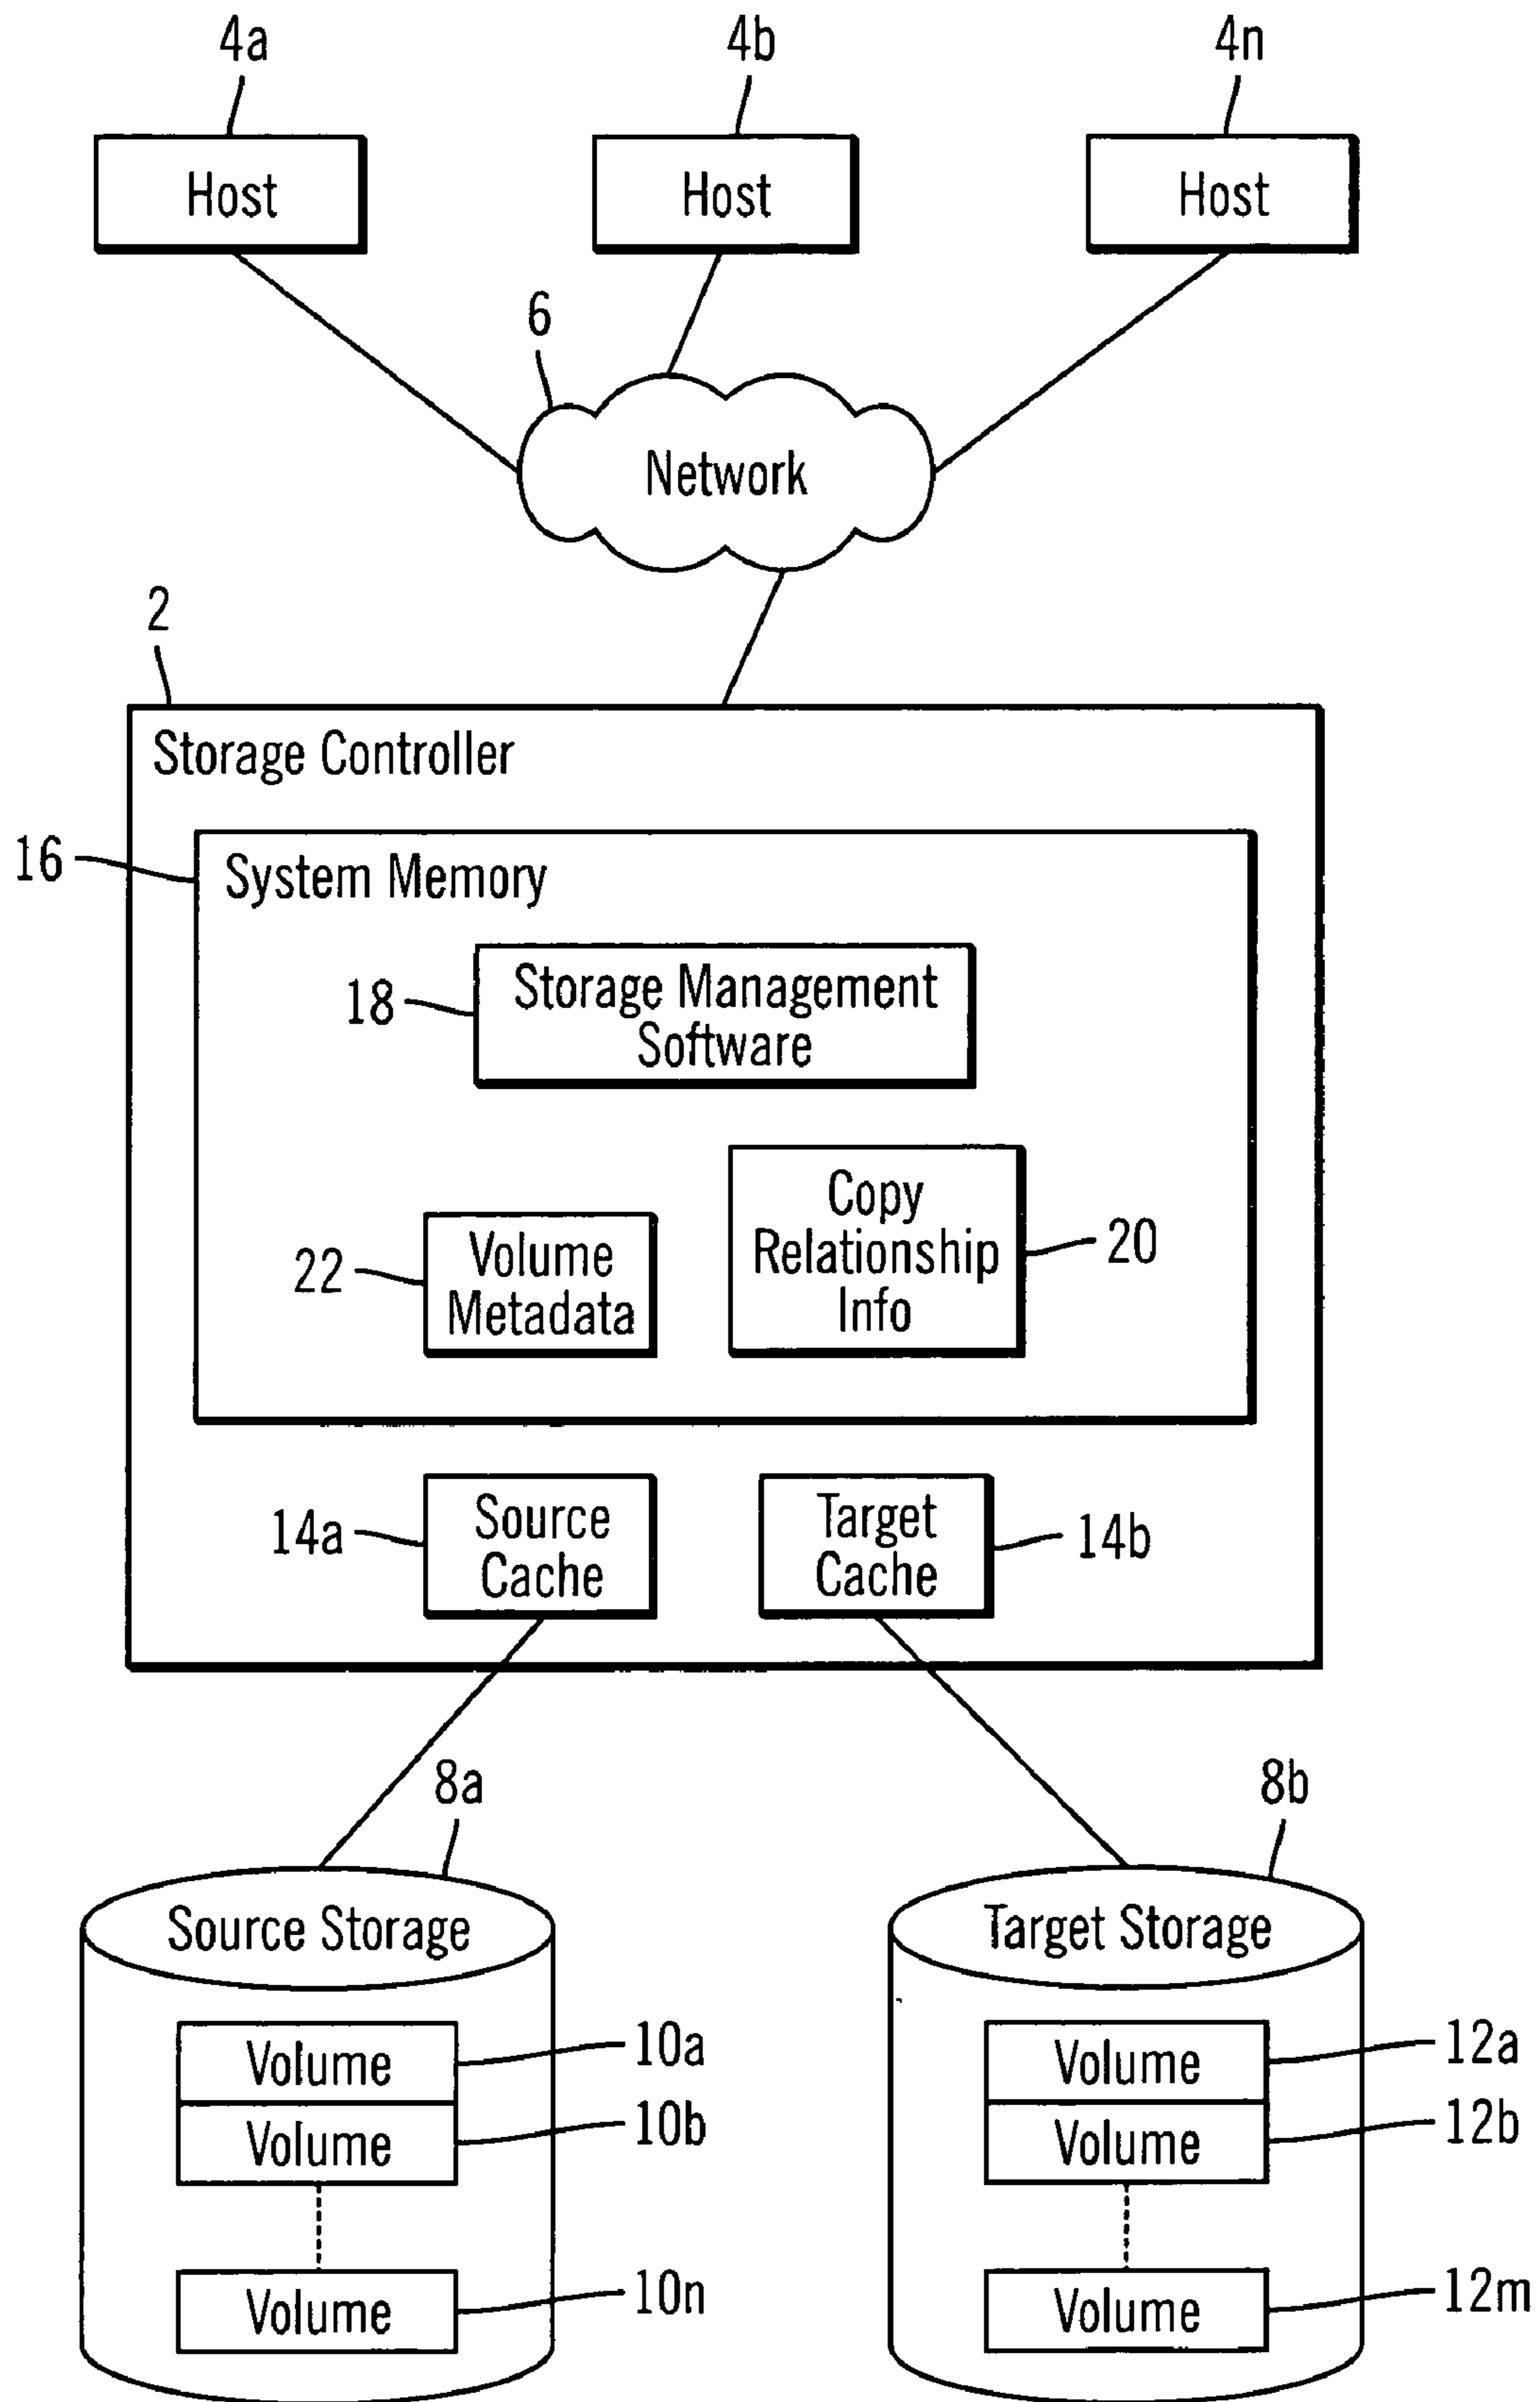 4a
4b
4n
Host
Host
Host
6
Network
2
Storage Controller
16
System Memory
18
Storage Management
Software
Copy
Relationship
Info
20
22
Volume
Metadata
14a
Source
Cache
Target
Cache
14b
8a
8b
Source Storage
Target Storage
Volume
10a
Volume
10b
Volume
10n
Volume
12a
Volume
12b
Volume
12m